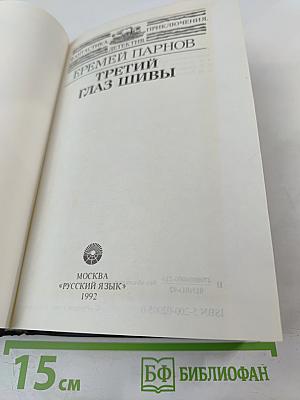 ФАНТАСТИКА ДЕТЕКТИВ ПРИКЛЮЧЕНИЯ
ЕРЕМЕЙ ПАРНОВ
ТРЕТИЙ
ГЛАЗ ШИВЫ
МОСКВА
«РУССКИЙ ЯЗЫК»
1992
15 см
БФ БИБЛИОФАН